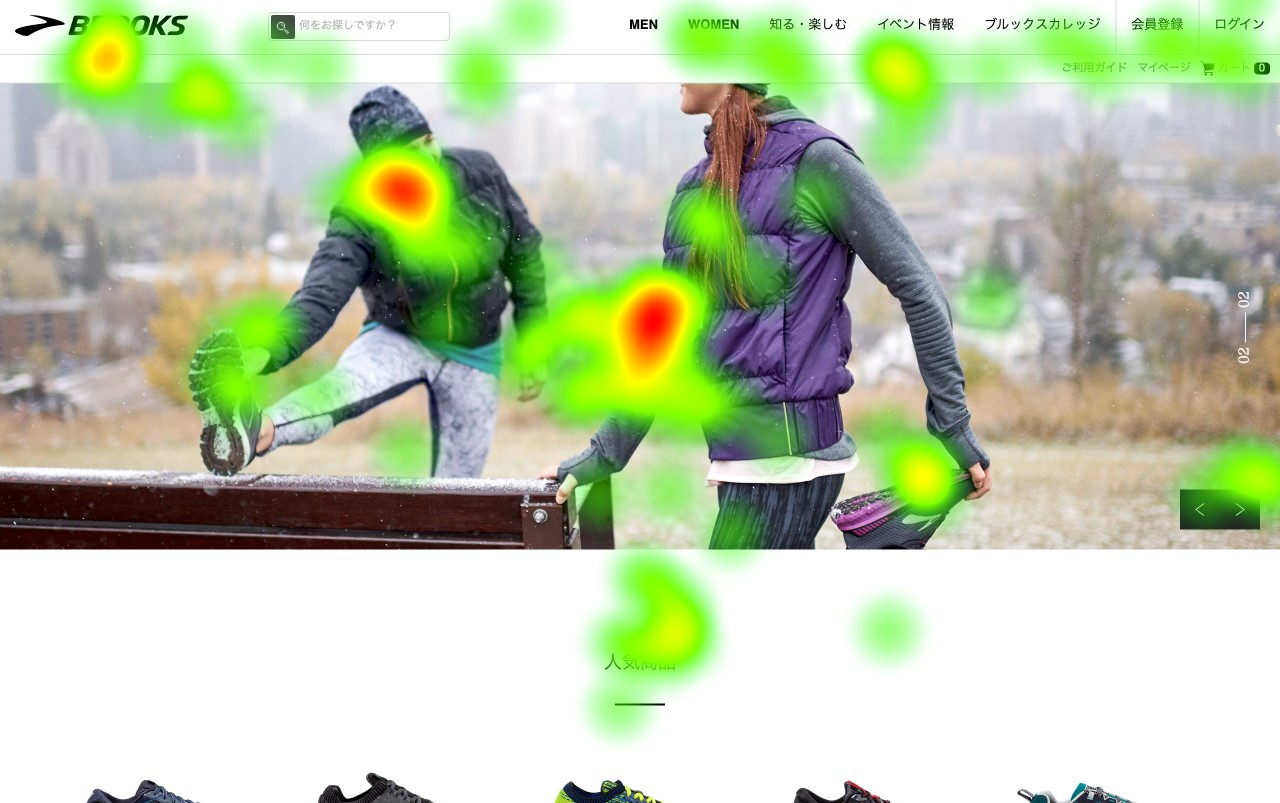 BROOKS
何をお探しですか？
MEN
WOMEN
知る・楽しむ
イベント情報
ブルックスカレッジ
会員登録
ログイン
ご利用ガイド
マイページ
カート
0
02
02
人気商品